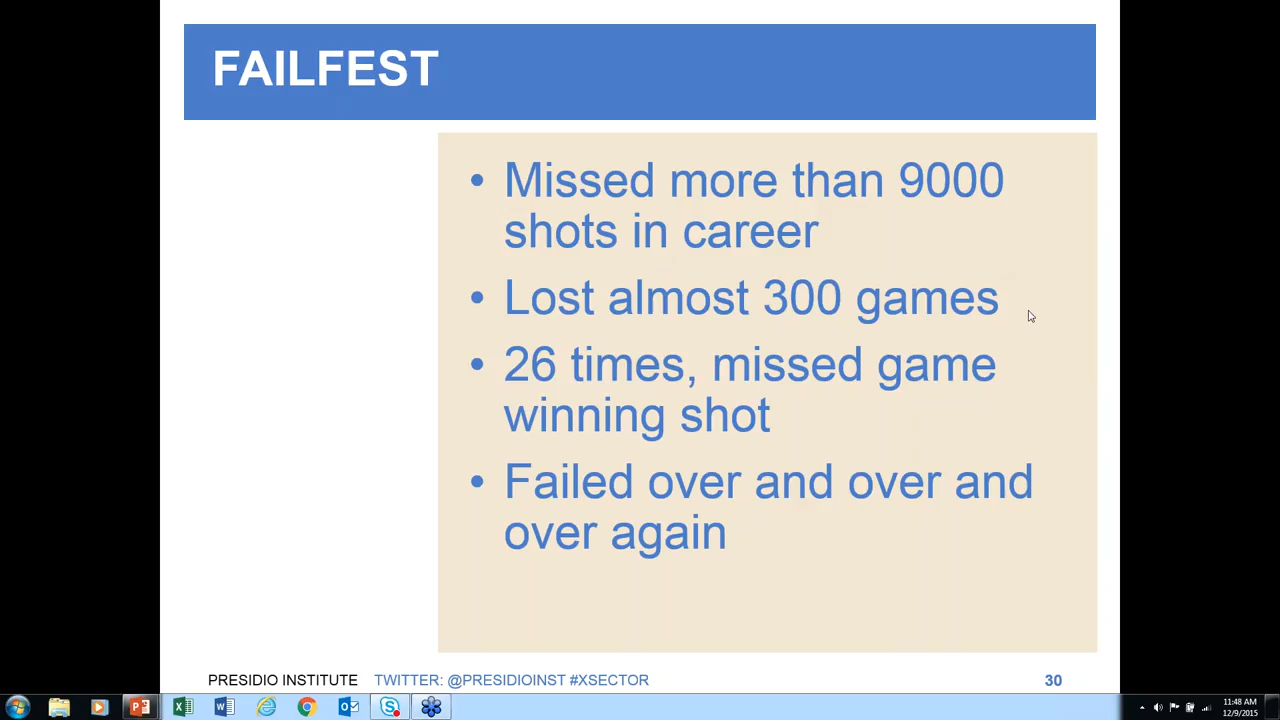 FAILFEST
• Missed more than 9000
shots in career
• Lost almost 300 games
• 26 times, missed game
winning shot
• Failed over and over and
over again
PRESIDIO INSTITUTE TWITTER: @PRESIDIOINST #XSECTOR 30
11:48 AM
12/9/2015